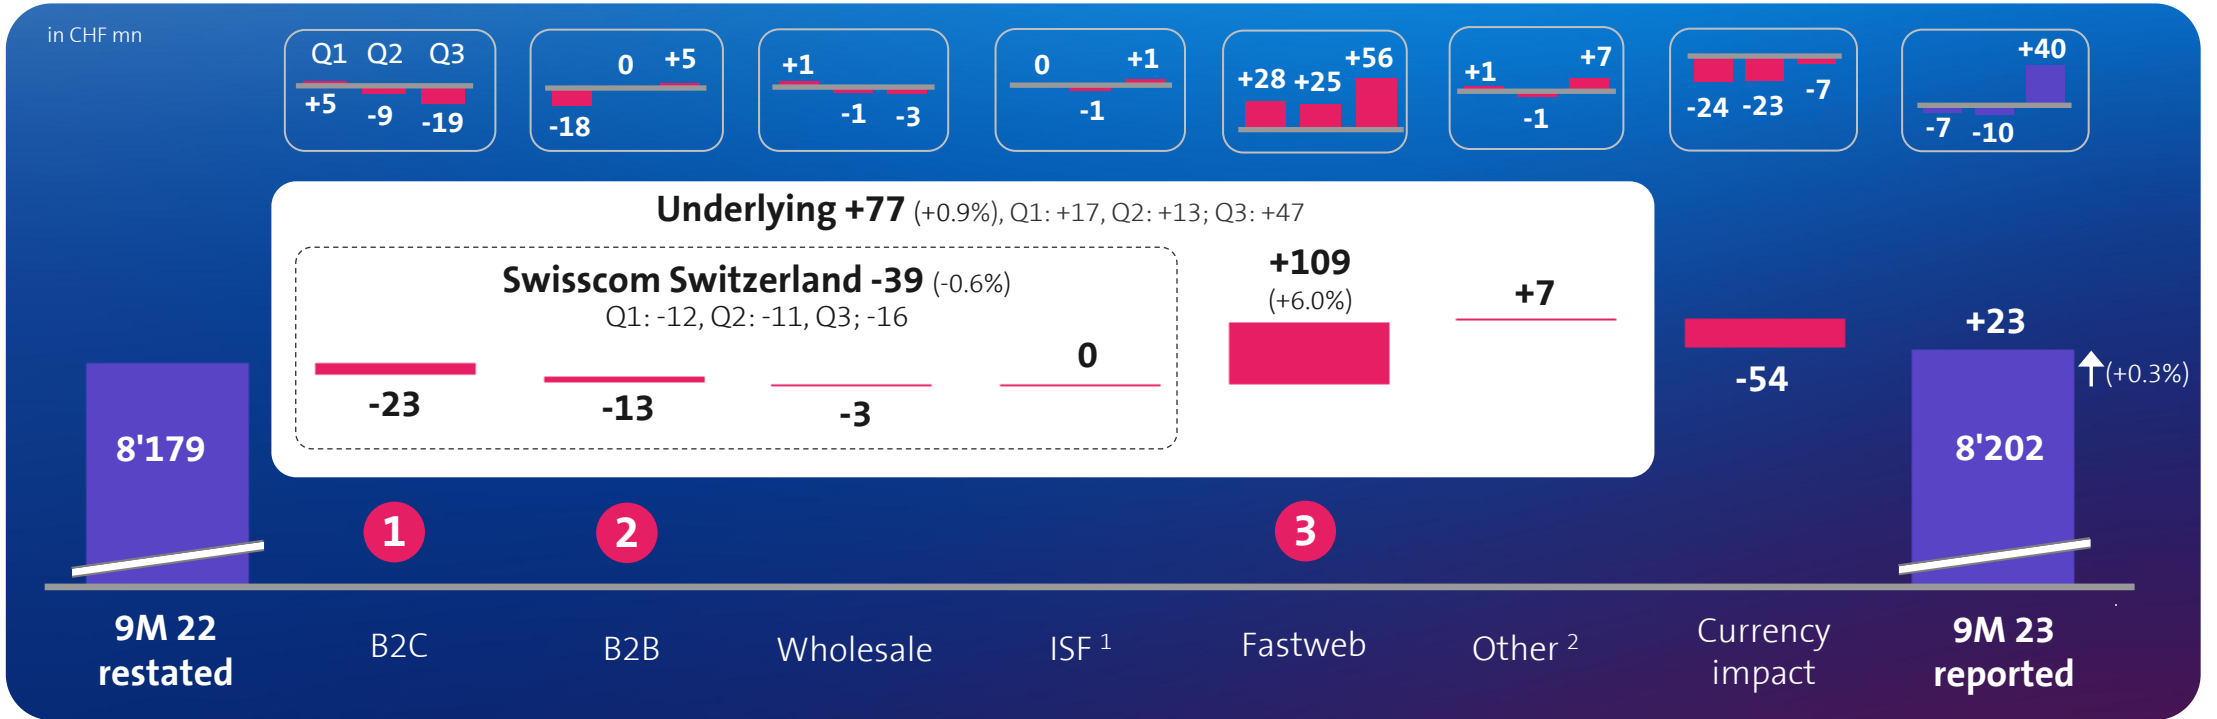 in CHF mn
Q1 Q2 Q3
+5 -9 -19
-18 0 +5
+1 -1 -3
0 -1 +1
+28 +25 +56
+1 -1 +7
-24 -23 -7
-7 -10 +40
Underlying +77 (+0.9%), Q1: +17, Q2: +13; Q3: +47
Swisscom Switzerland -39 (-0.6%)
Q1: -12, Q2: -11, Q3; -16
-23
-13
-3
0
+109
(+6.0%)
+7
-54
+23
(+0.3%)
8'179
8'202
1
2
3
9M 22
restated
B2C
B2B
Wholesale
ISF 1
Fastweb
Other 2
Currency
impact
9M 23
reported